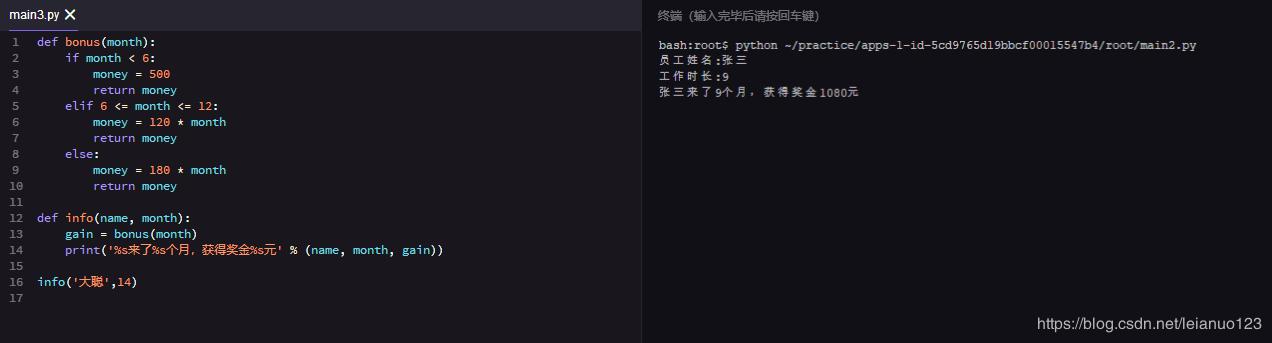 main3.py ✕
1 def bonus(month):
2     if month < 6:
3         money = 500
4         return money
5     elif 6 <= month <= 12:
6         money = 120 * month
7         return money
8     else:
9         money = 180 * month
10         return money
11
12 def info(name, month):
13     gain = bonus(month)
14     print('%s来了%s个月，获得奖金%s元' % (name, month, gain))
15
16 info('大聪',14)
17
终端（输入完毕后请按回车键）
bash:root$ python ~/practice/apps-1-id-5cd9765d19bbcf00015547b4/root/main2.py
员工姓名:张三
工作时长:9
张三来了9个月，获得奖金1080元
https://blog.csdn.net/leianuo123